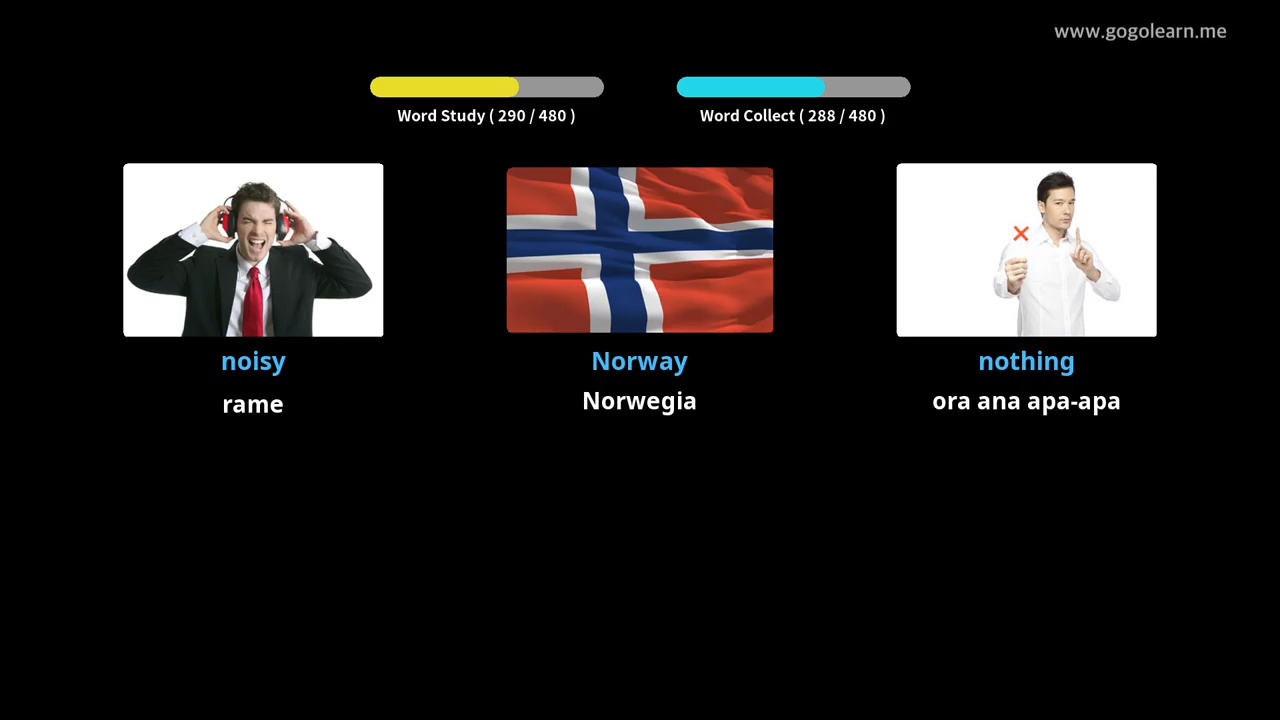 www.gogolearn.me
Word Study ( 290 / 480 )
Word Collect ( 288 / 480 )
noisy
rame
Norway
Norwegia
nothing
ora ana apa-apa